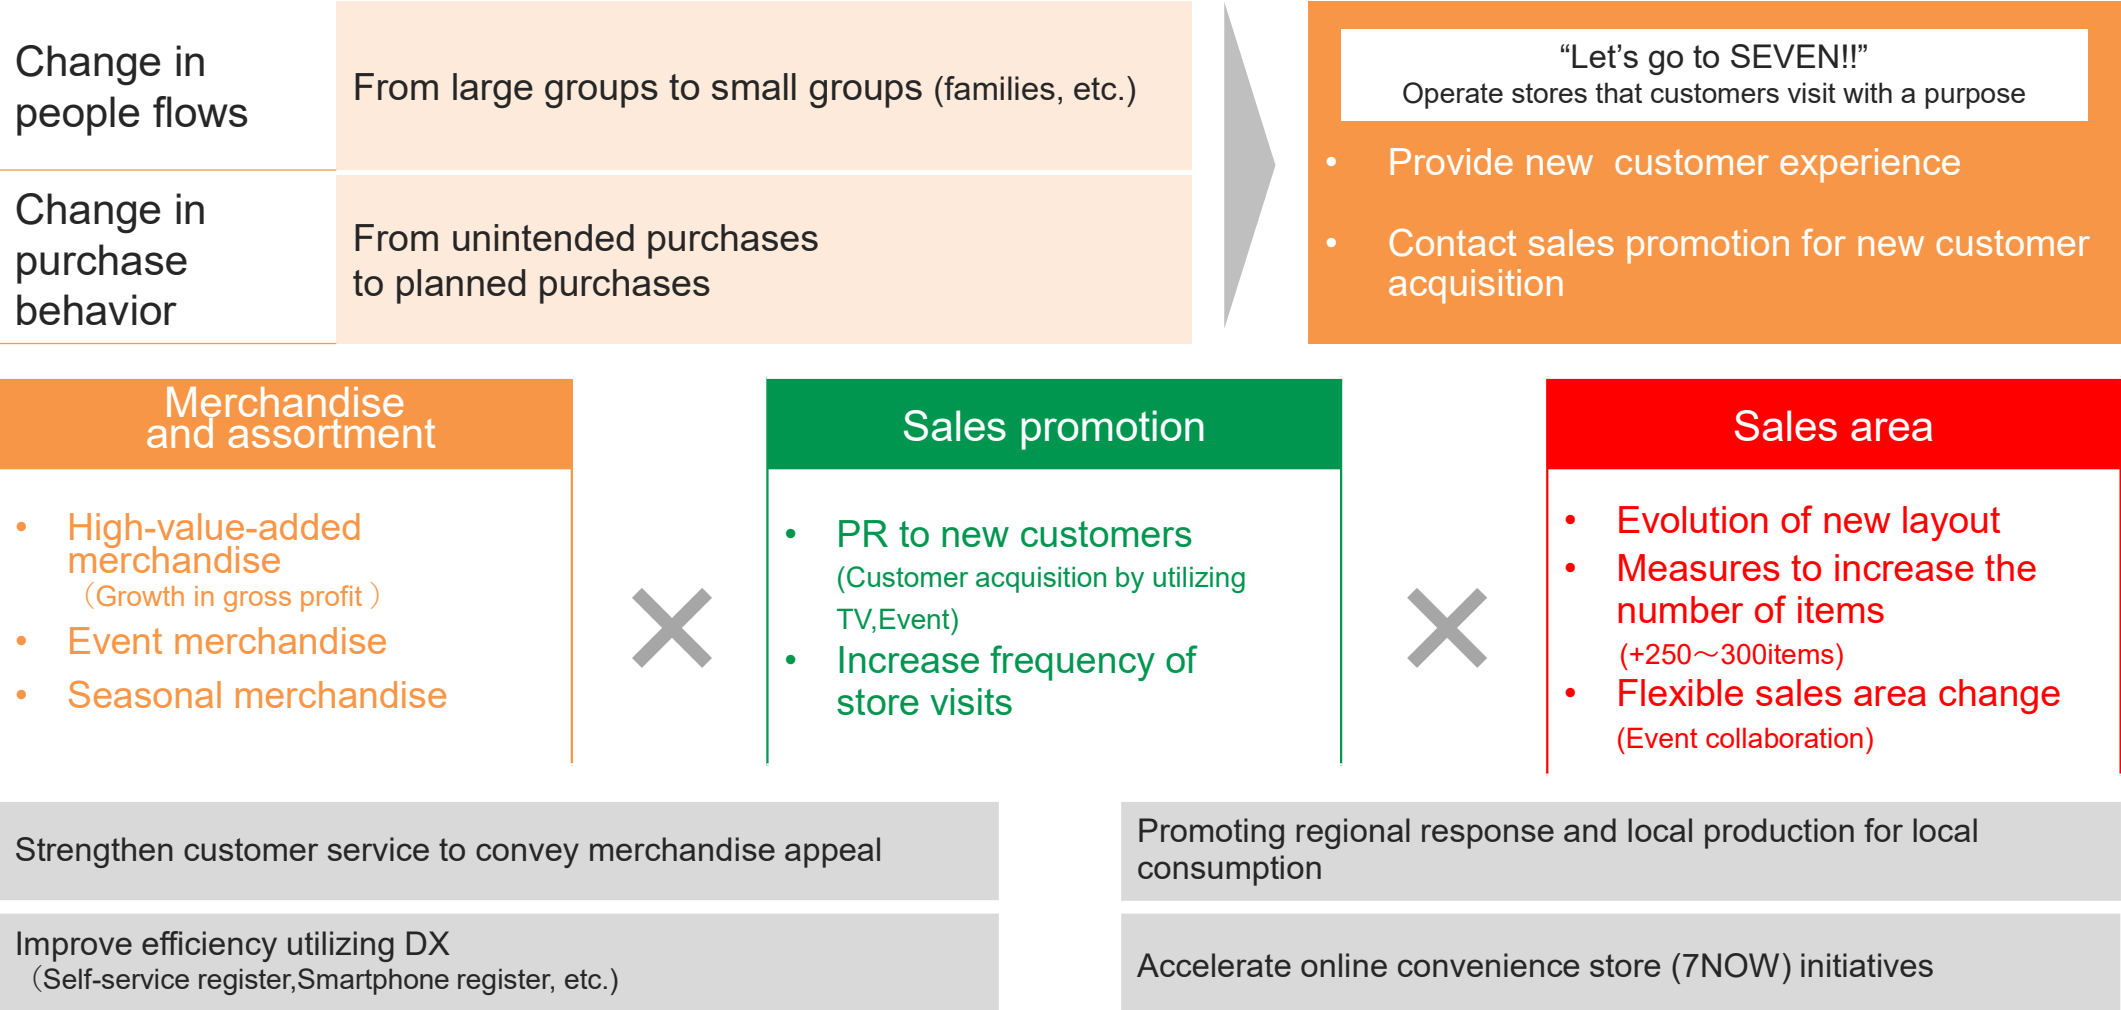 Change in
people flows
From large groups to small groups (families, etc.)
Change in
purchase
behavior
From unintended purchases
to planned purchases
“Let’s go to SEVEN!!”
Operate stores that customers visit with a purpose
• Provide new  customer experience
• Contact sales promotion for new customer
acquisition
Merchandise
and assortment
• High-value-added
merchandise
（Growth in gross profit ）
• Event merchandise
• Seasonal merchandise
Sales promotion
• PR to new customers
(Customer acquisition by utilizing
TV,Event)
• Increase frequency of
store visits
Sales area
• Evolution of new layout
• Measures to increase the
number of items
(+250～300items)
• Flexible sales area change
(Event collaboration)
Strengthen customer service to convey merchandise appeal
Promoting regional response and local production for local
consumption
Improve efficiency utilizing DX
（Self-service register,Smartphone register, etc.)
Accelerate online convenience store (7NOW) initiatives